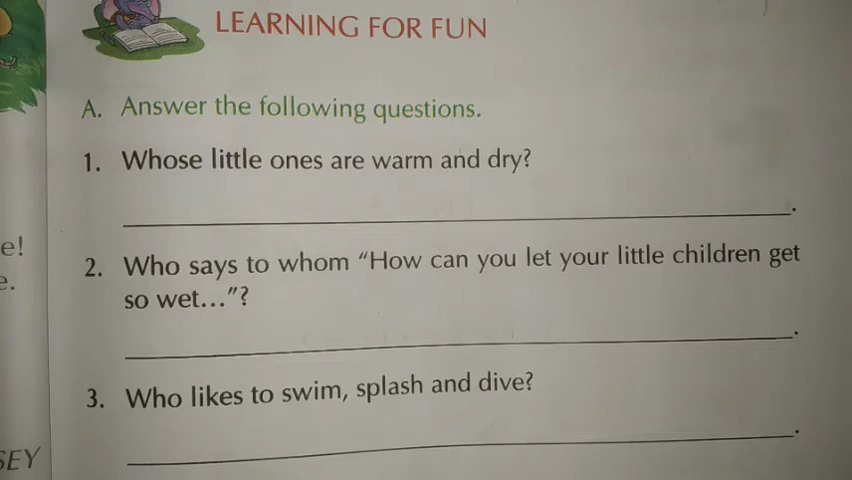 LEARNING FOR FUN
A. Answer the following questions.
1. Whose little ones are warm and dry?
.
e!
2. Who says to whom “How can you let your little children get
e.
so wet...”?
.
3. Who likes to swim, splash and dive?
.
SEY